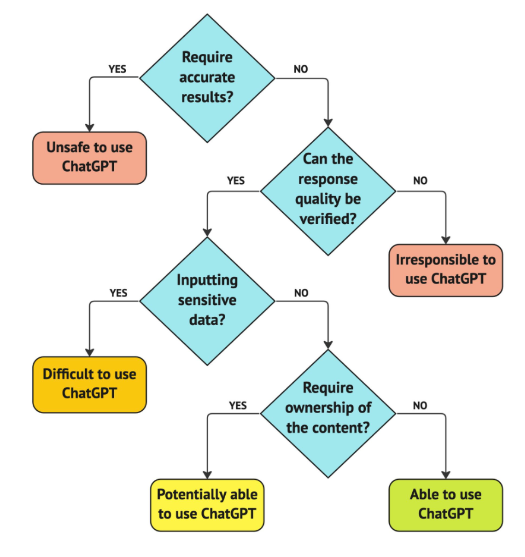 Require
accurate
results?
YES
NO
Unsafe to use
ChatGPT
Can the
response
quality be
verified?
YES
NO
Irresponsible to
use ChatGPT
Inputting
sensitive
data?
YES
NO
Difficult to use
ChatGPT
Require
ownership of
the content?
YES
NO
Potentially able
to use ChatGPT
Able to use
ChatGPT